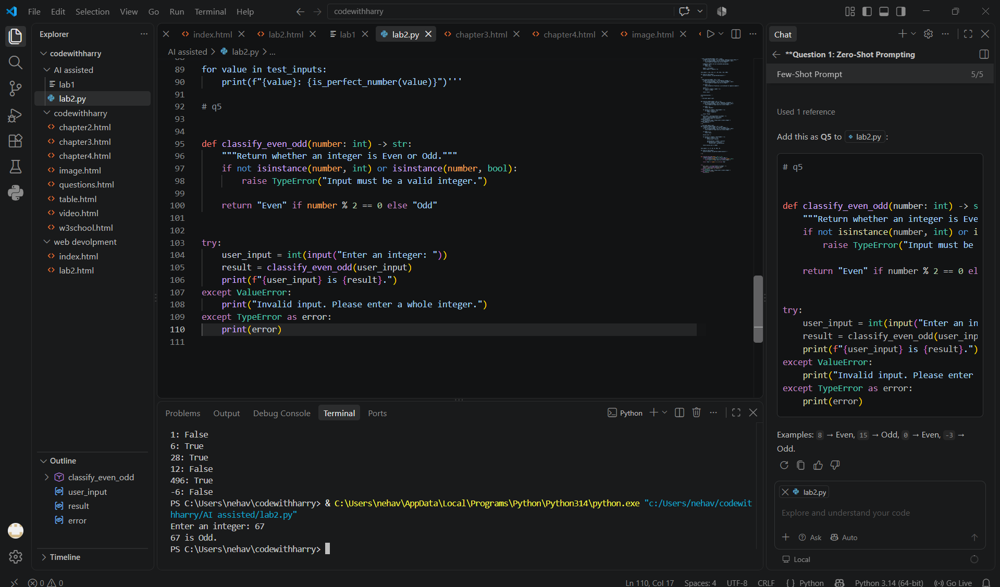 File Edit Selection View Go Run Terminal Help
codewithharry
Explorer
codewithharry
AI assisted
lab1
lab2.py
codewithharry
chapter2.html
chapter3.html
chapter4.html
image.html
questions.html
table.html
video.html
w3school.html
web devolpment
index.html
lab2.html
Outline
classify_even_odd
user_input
result
error
Timeline
index.html lab2.html lab1 lab2.py chapter3.html chapter4.html image.html
AI assisted > lab2.py > ...
89 for value in test_inputs:
90     print(f"{value}: {is_perfect_number(value)}")'''
91
92 # q5
93
94
95 def classify_even_odd(number: int) -> str:
96     """Return whether an integer is Even or Odd."""
97     if not isinstance(number, int) or isinstance(number, bool):
98         raise TypeError("Input must be a valid integer.")
99
100     return "Even" if number % 2 == 0 else "Odd"
101
102
103 try:
104     user_input = int(input("Enter an integer: "))
105     result = classify_even_odd(user_input)
106     print(f"{user_input} is {result}.")
107 except ValueError:
108     print("Invalid input. Please enter a whole integer.")
109 except TypeError as error:
110     print(error)
111
Problems Output Debug Console Terminal Ports
Python
1: False
6: True
28: True
12: False
496: True
-6: False
PS C:\Users\nehav\codewithharry> & C:\Users\nehav\AppData\Local\Programs\Python\Python314\python.exe "c:/Users/nehav/codewit
hharry/AI assisted/lab2.py"
Enter an integer: 67
67 is Odd.
PS C:\Users\nehav\codewithharry>
Chat
**Question 1: Zero-Shot Prompting
Few-Shot Prompt 5/5
Used 1 reference
Add this as Q5 to lab2.py :
# q5
def classify_even_odd(number: int) -> s
    """Return whether an integer is Eve
    if not isinstance(number, int) or i
        raise TypeError("Input must be
    return "Even" if number % 2 == 0 el
try:
    user_input = int(input("Enter an in
    result = classify_even_odd(user_inp
    print(f"{user_input} is {result}.")
except ValueError:
    print("Invalid input. Please enter
except TypeError as error:
    print(error)
Examples: 8 → Even, 15 → Odd, 0 → Even, -3 →
Odd.
lab2.py
Explore and understand your code
Ask Auto
Local
0 0
Ln 110, Col 17 Spaces: 4 UTF-8 CRLF { } Python Python 3.14 (64-bit) Go Live